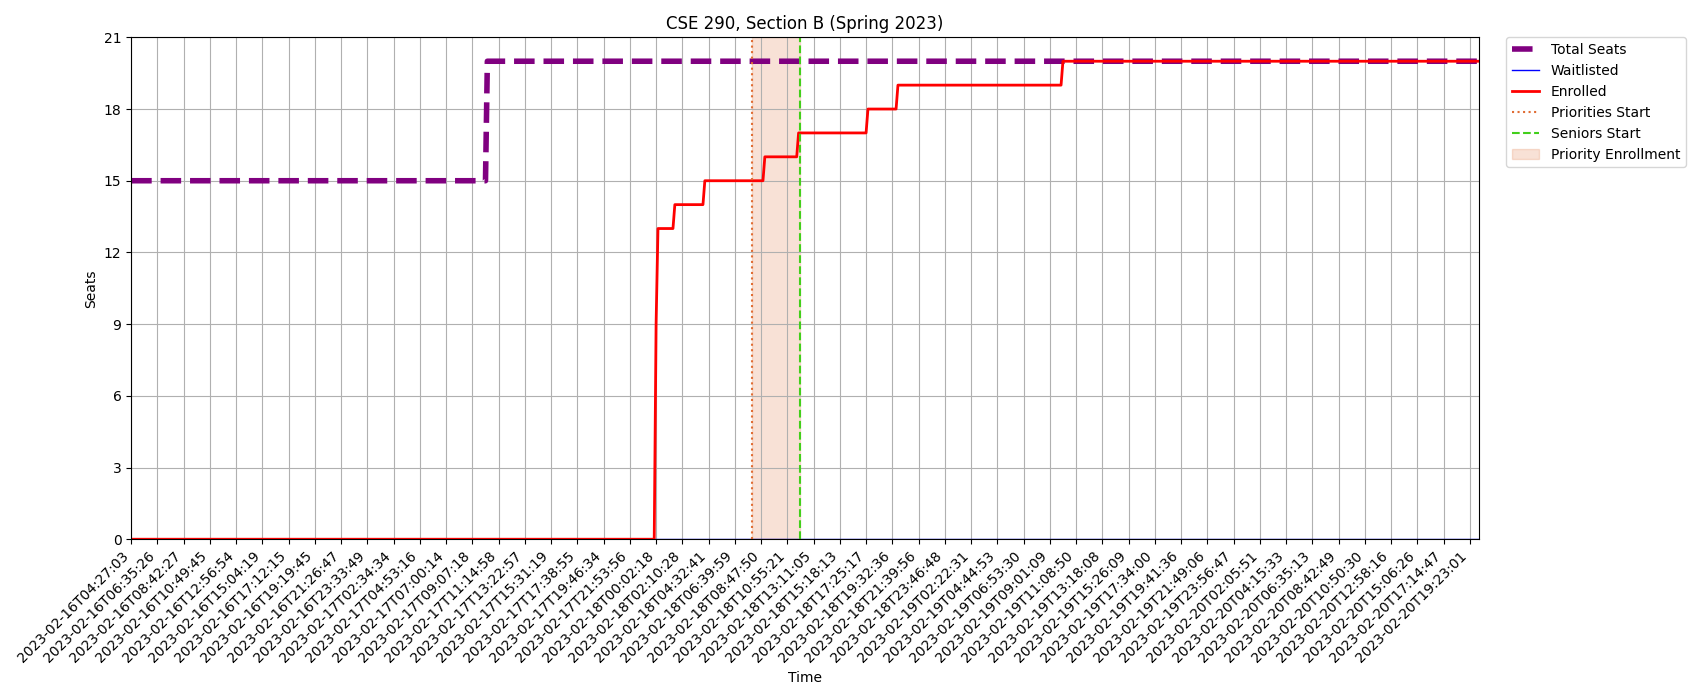 CSE 290, Section B (Spring 2023)
21
18
15
12
9
6
3
0
Seats
Total Seats
Waitlisted
Enrolled
Priorities Start
Seniors Start
Priority Enrollment
2023-02-16T04:27:03
2023-02-16T06:35:26
2023-02-16T08:42:27
2023-02-16T10:49:45
2023-02-16T12:56:54
2023-02-16T15:04:19
2023-02-16T17:12:15
2023-02-16T19:19:45
2023-02-16T21:26:47
2023-02-16T23:33:49
2023-02-17T02:34:34
2023-02-17T04:53:16
2023-02-17T07:00:14
2023-02-17T09:07:18
2023-02-17T11:14:58
2023-02-17T13:22:57
2023-02-17T15:31:19
2023-02-17T17:38:55
2023-02-17T19:46:34
2023-02-17T21:53:56
2023-02-18T00:02:18
2023-02-18T02:10:28
2023-02-18T04:32:41
2023-02-18T06:39:59
2023-02-18T08:47:50
2023-02-18T10:55:21
2023-02-18T13:11:05
2023-02-18T15:18:13
2023-02-18T17:25:17
2023-02-18T19:32:36
2023-02-18T21:39:56
2023-02-18T23:46:48
2023-02-19T02:22:31
2023-02-19T04:44:53
2023-02-19T06:53:30
2023-02-19T09:01:09
2023-02-19T11:08:50
2023-02-19T13:18:08
2023-02-19T15:26:09
2023-02-19T17:34:00
2023-02-19T19:41:36
2023-02-19T21:49:06
2023-02-19T23:56:47
2023-02-20T02:05:51
2023-02-20T04:15:33
2023-02-20T06:35:13
2023-02-20T08:42:49
2023-02-20T10:50:30
2023-02-20T12:58:16
2023-02-20T15:06:26
2023-02-20T17:14:47
2023-02-20T19:23:01
Time